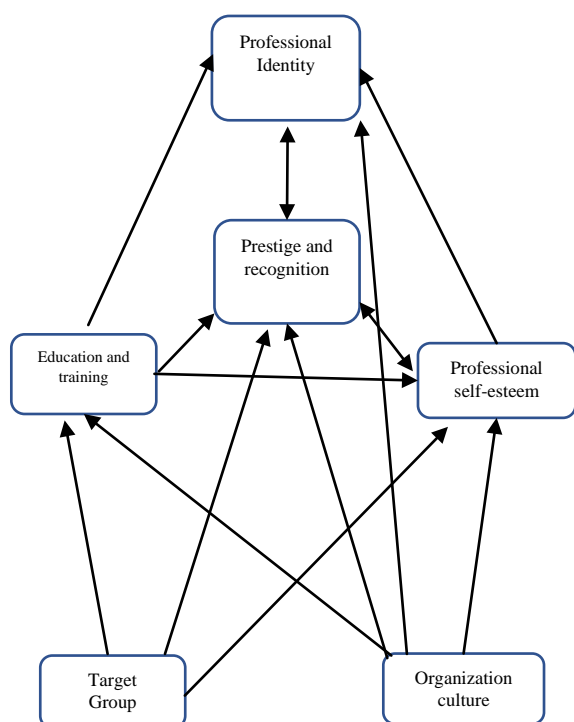 Professional
Identity
Prestige and
recognition
Education and
training
Professional
self-esteem
Target
Group
Organization
culture